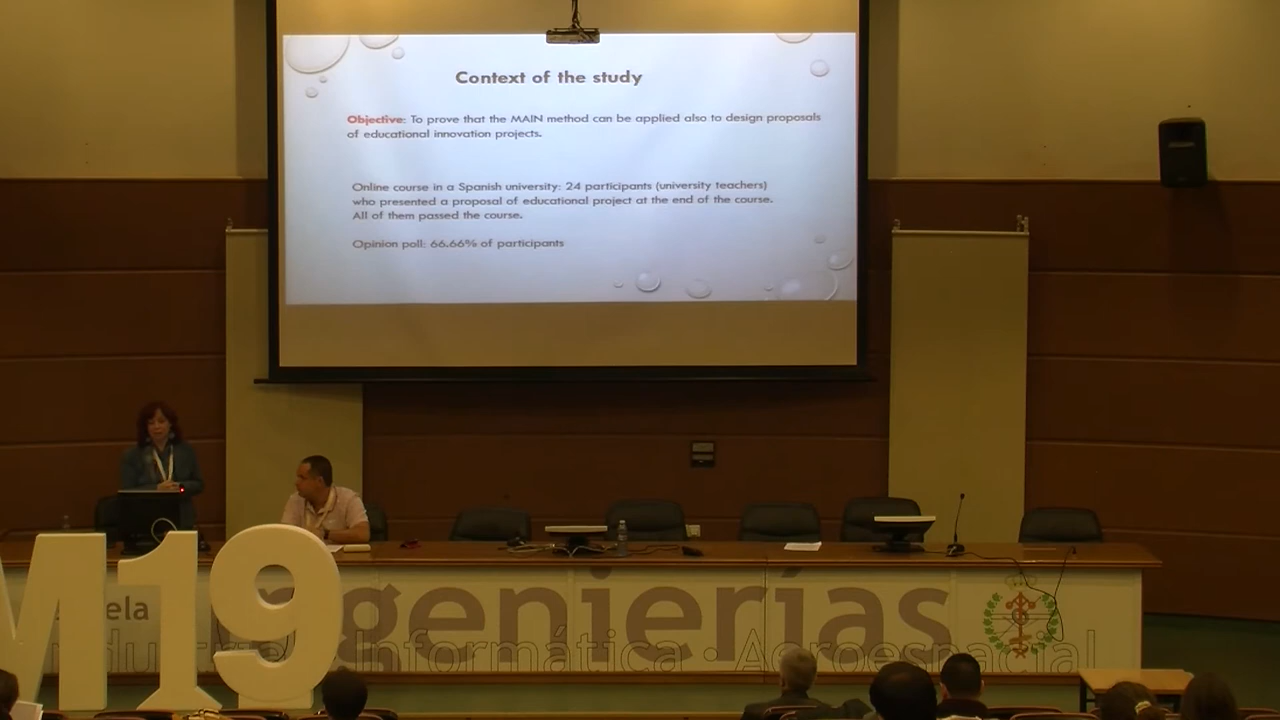 Context of the study
Objective: To prove that the MAIN method can be applied also to design proposals
of educational innovation projects.
Online course in a Spanish university: 24 participants (university teachers)
who presented a proposal of educational project at the end of the course.
All of them passed the course.
Opinion poll: 66.66% of participants
M19
ela
ngenierías
ndustrial · Informática · Aeroespacial